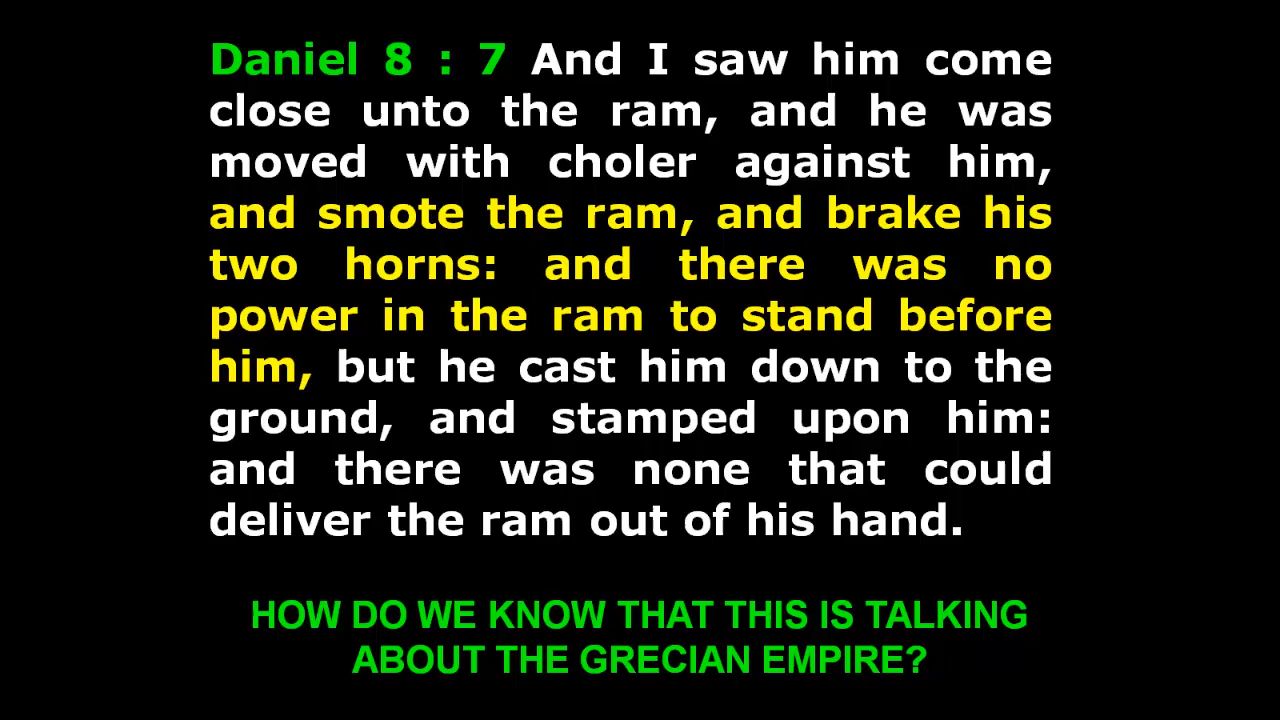 Daniel 8 : 7 And I saw him come
close unto the ram, and he was
moved with choler against him,
and smote the ram, and brake his
two horns: and there was no
power in the ram to stand before
him, but he cast him down to the
ground, and stamped upon him:
and there was none that could
deliver the ram out of his hand.
HOW DO WE KNOW THAT THIS IS TALKING
ABOUT THE GRECIAN EMPIRE?